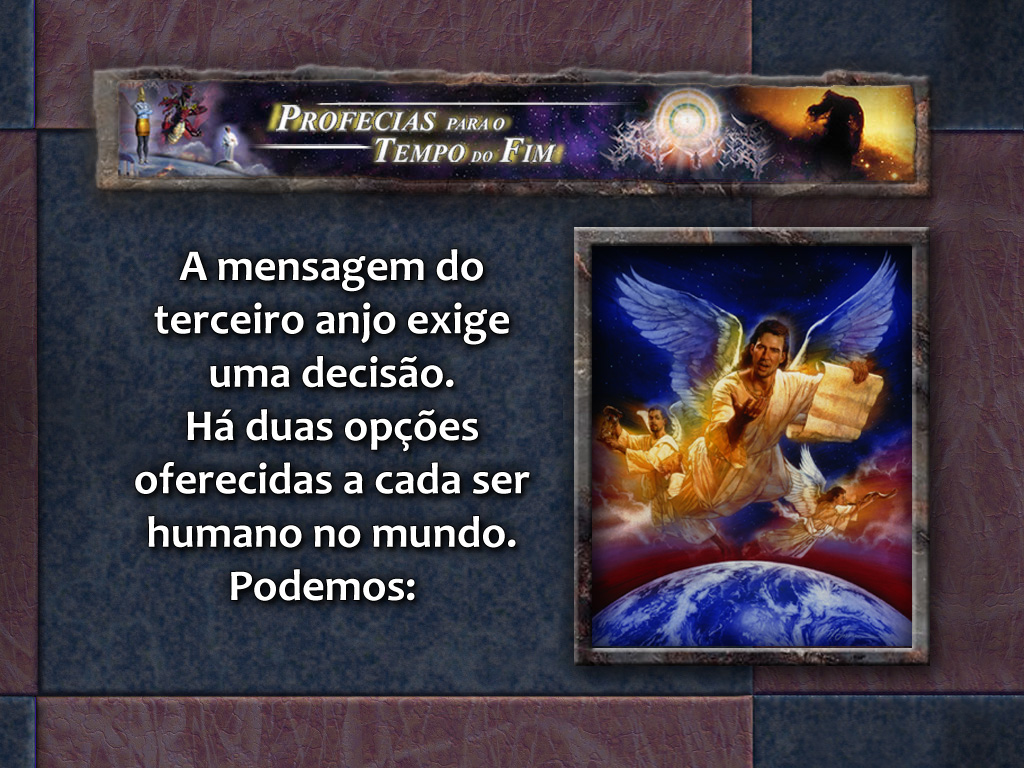 PROFECIAS PARA O
TEMPO DO FIM
A mensagem do
terceiro anjo exige
uma decisão.
Há duas opções
oferecidas a cada ser
humano no mundo.
Podemos: